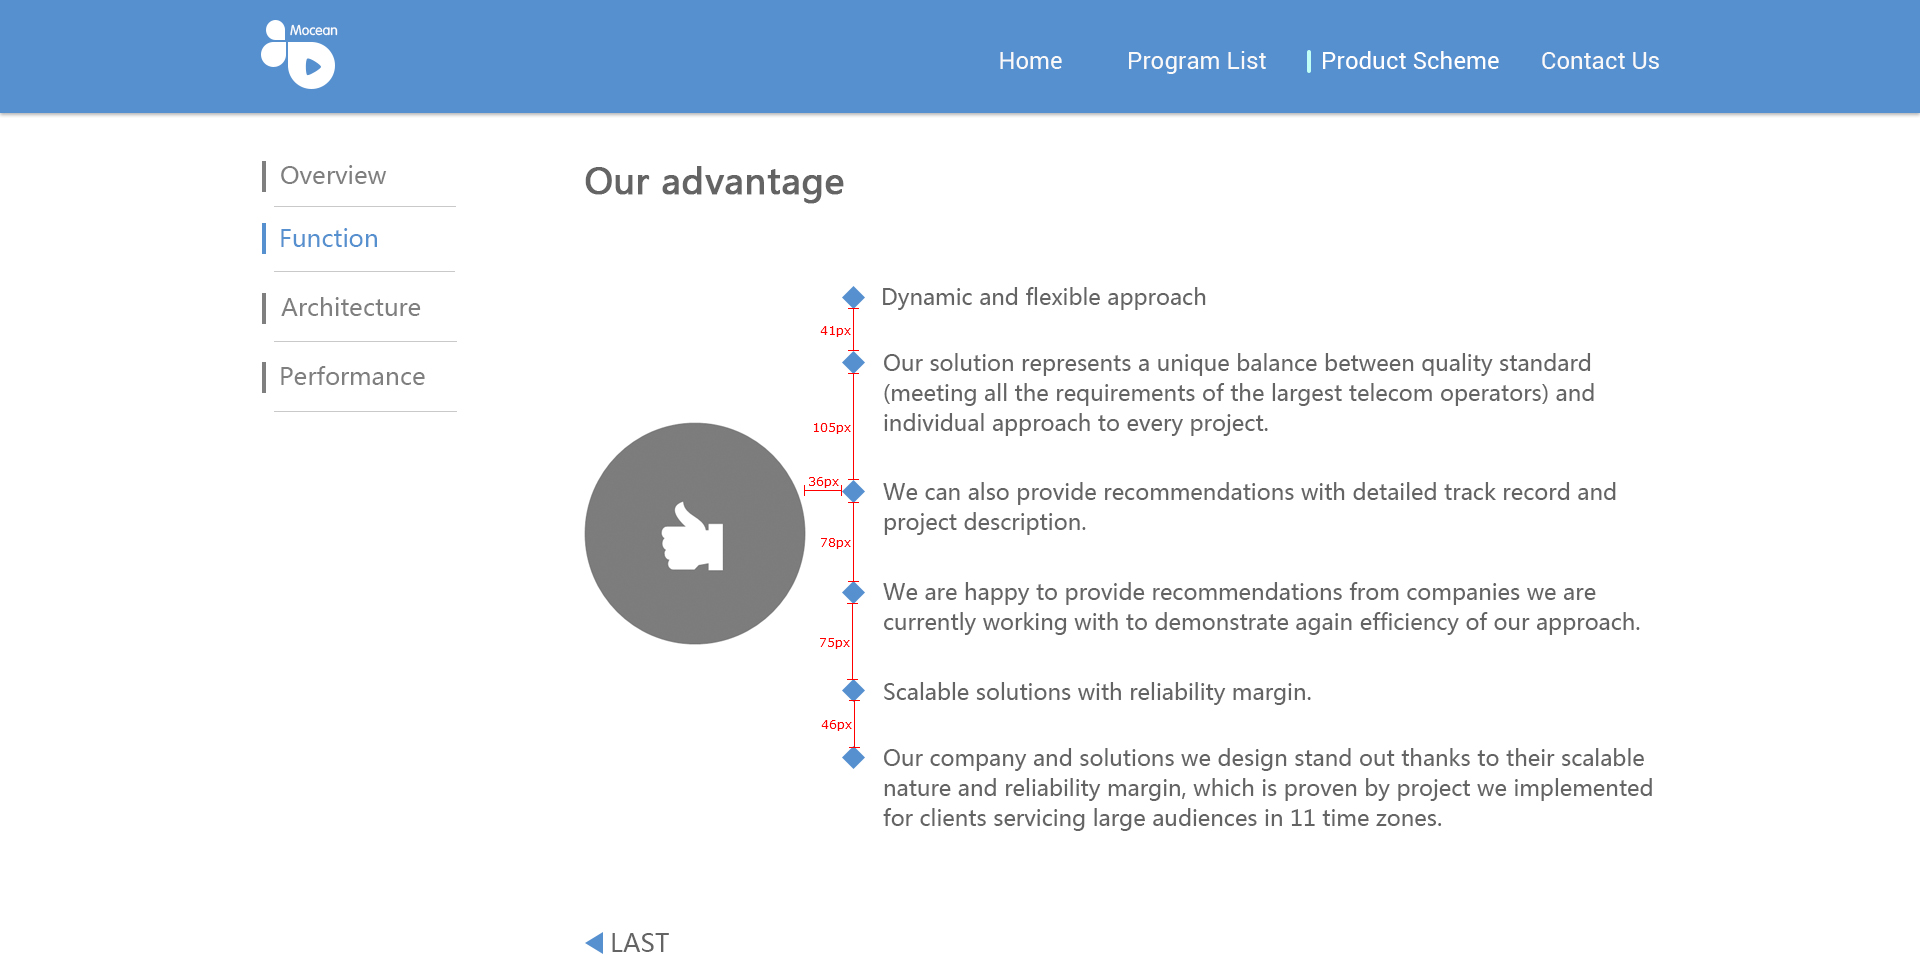 Mocean
Home
Program List
Product Scheme
Contact Us
Overview
Function
Architecture
Performance
Our advantage
Dynamic and flexible approach
41px
Our solution represents a unique balance between quality standard
(meeting all the requirements of the largest telecom operators) and
individual approach to every project.
105px
36px
We can also provide recommendations with detailed track record and
project description.
78px
We are happy to provide recommendations from companies we are
currently working with to demonstrate again efficiency of our approach.
75px
Scalable solutions with reliability margin.
46px
Our company and solutions we design stand out thanks to their scalable
nature and reliability margin, which is proven by project we implemented
for clients servicing large audiences in 11 time zones.
LAST